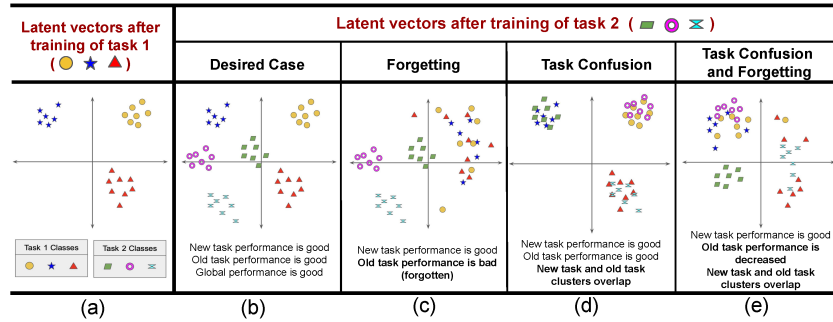 Latent vectors after
training of task 1
( )
Latent vectors after training of task 2 ( )
Desired Case
Forgetting
Task Confusion
Task Confusion
and Forgetting
Task 1 Classes
Task 2 Classes
New task performance is good
Old task performance is good
Global performance is good
New task performance is good
Old task performance is bad
(forgotten)
New task performance is good
Old task performance is good
New task and old task
clusters overlap
New task performance is good
Old task performance is
decreased
New task and old task
clusters overlap
(a)
(b)
(c)
(d)
(e)